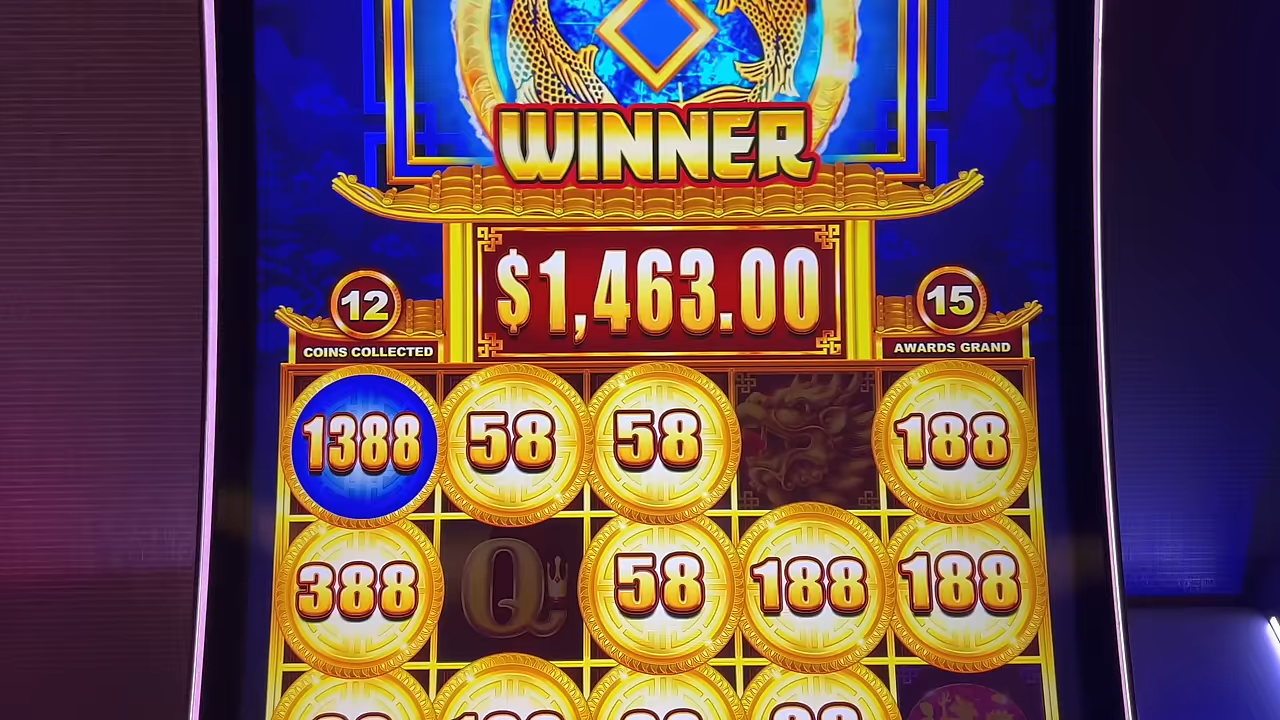 WINNER
$1,463.00
12
15
COINS COLLECTED
AWARDS GRAND
1388 58 58 188
388 Q 58 188 188